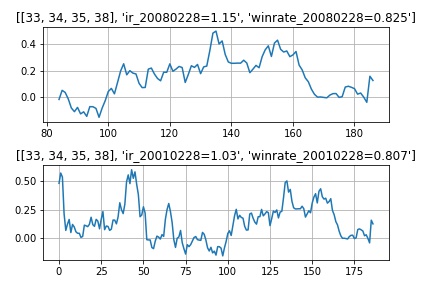 [[33, 34, 35, 38], 'ir_20080228=1.15', 'winrate_20080228=0.825']
0.4
0.2
0.0
80 100 120 140 160 180
[[33, 34, 35, 38], 'ir_20010228=1.03', 'winrate_20010228=0.807']
0.50
0.25
0.00
0 25 50 75 100 125 150 175